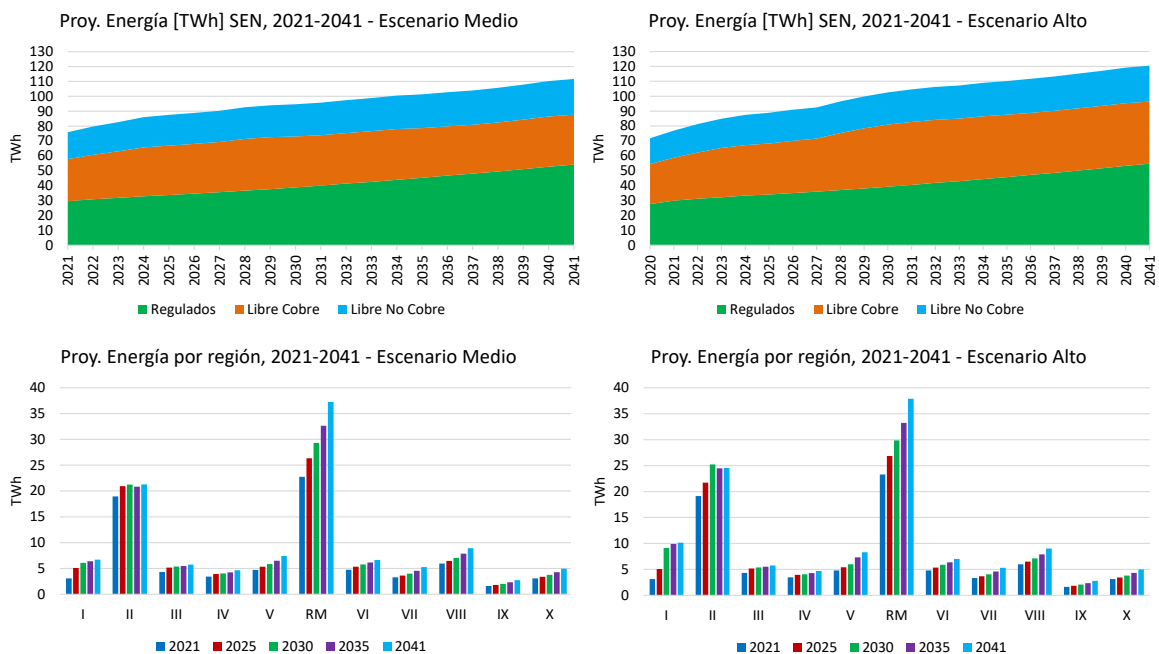 Proy. Energía [TWh] SEN, 2021-2041 - Escenario Medio
130
120
110
100
90
80
70
60
50
40
30
20
10
0
TWh
2021 2022 2023 2024 2025 2026 2027 2028 2029 2030 2031 2032 2033 2034 2035 2036 2037 2038 2039 2040 2041
Regulados Libre Cobre Libre No Cobre
Proy. Energía [TWh] SEN, 2021-2041 - Escenario Alto
130
120
110
100
90
80
70
60
50
40
30
20
10
0
TWh
2020 2021 2022 2023 2024 2025 2026 2027 2028 2029 2030 2031 2032 2033 2034 2035 2036 2037 2038 2039 2040 2041
Regulados Libre Cobre Libre No Cobre
Proy. Energía por región, 2021-2041 - Escenario Medio
40
35
30
25
20
15
10
5
0
TWh
I II III IV V RM VI VII VIII IX X
2021 2025 2030 2035 2041
Proy. Energía por región, 2021-2041 - Escenario Alto
40
35
30
25
20
15
10
5
0
TWh
I II III IV V RM VI VII VIII IX X
2021 2025 2030 2035 2041